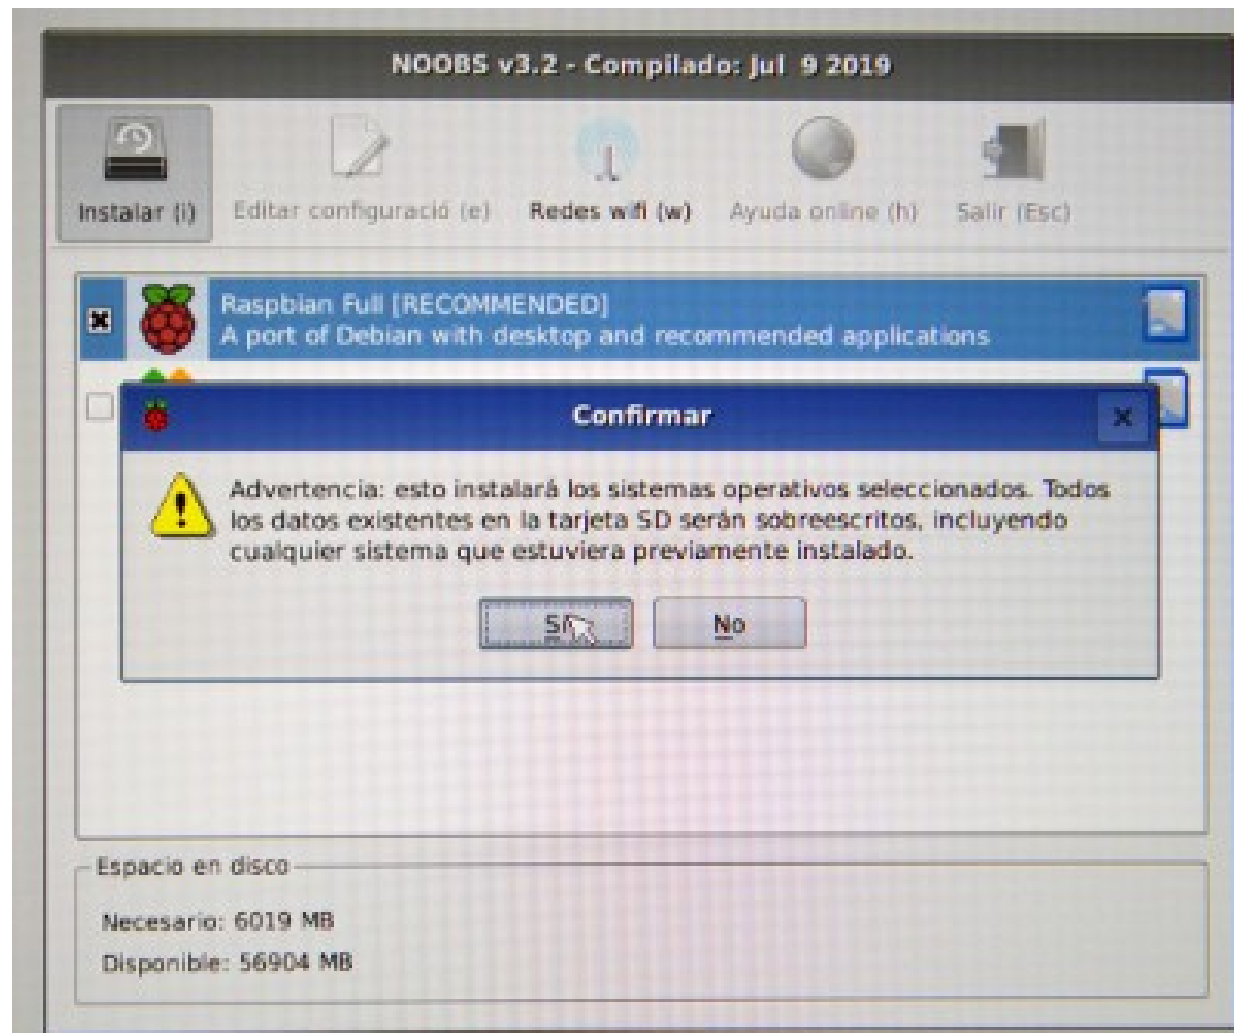 NOOBS v3.2 - Compilado: Jul 9 2019
Instalar (i) Editar configuració (e) Redes wifi (w) Ayuda online (h) Salir (Esc)
Raspbian Full [RECOMMENDED]
A port of Debian with desktop and recommended applications
Confirmar
Advertencia: esto instalará los sistemas operativos seleccionados. Todos
los datos existentes en la tarjeta SD serán sobreescritos, incluyendo
cualquier sistema que estuviera previamente instalado.
No
Espacio en disco
Necesario: 6019 MB
Disponible: 56904 MB